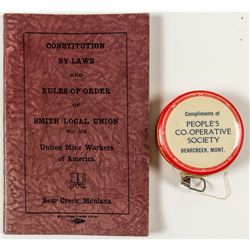 CONSTITUTION
BY-LAWS
AND
RULES OF ORDER
OF
SMITH LOCAL UNION
United Mine Workers
of America
Bear Creek, Montana
Compliments of
PEOPLE'S
CO-OPERATIVE
SOCIETY
BEARCREEK, MONT.